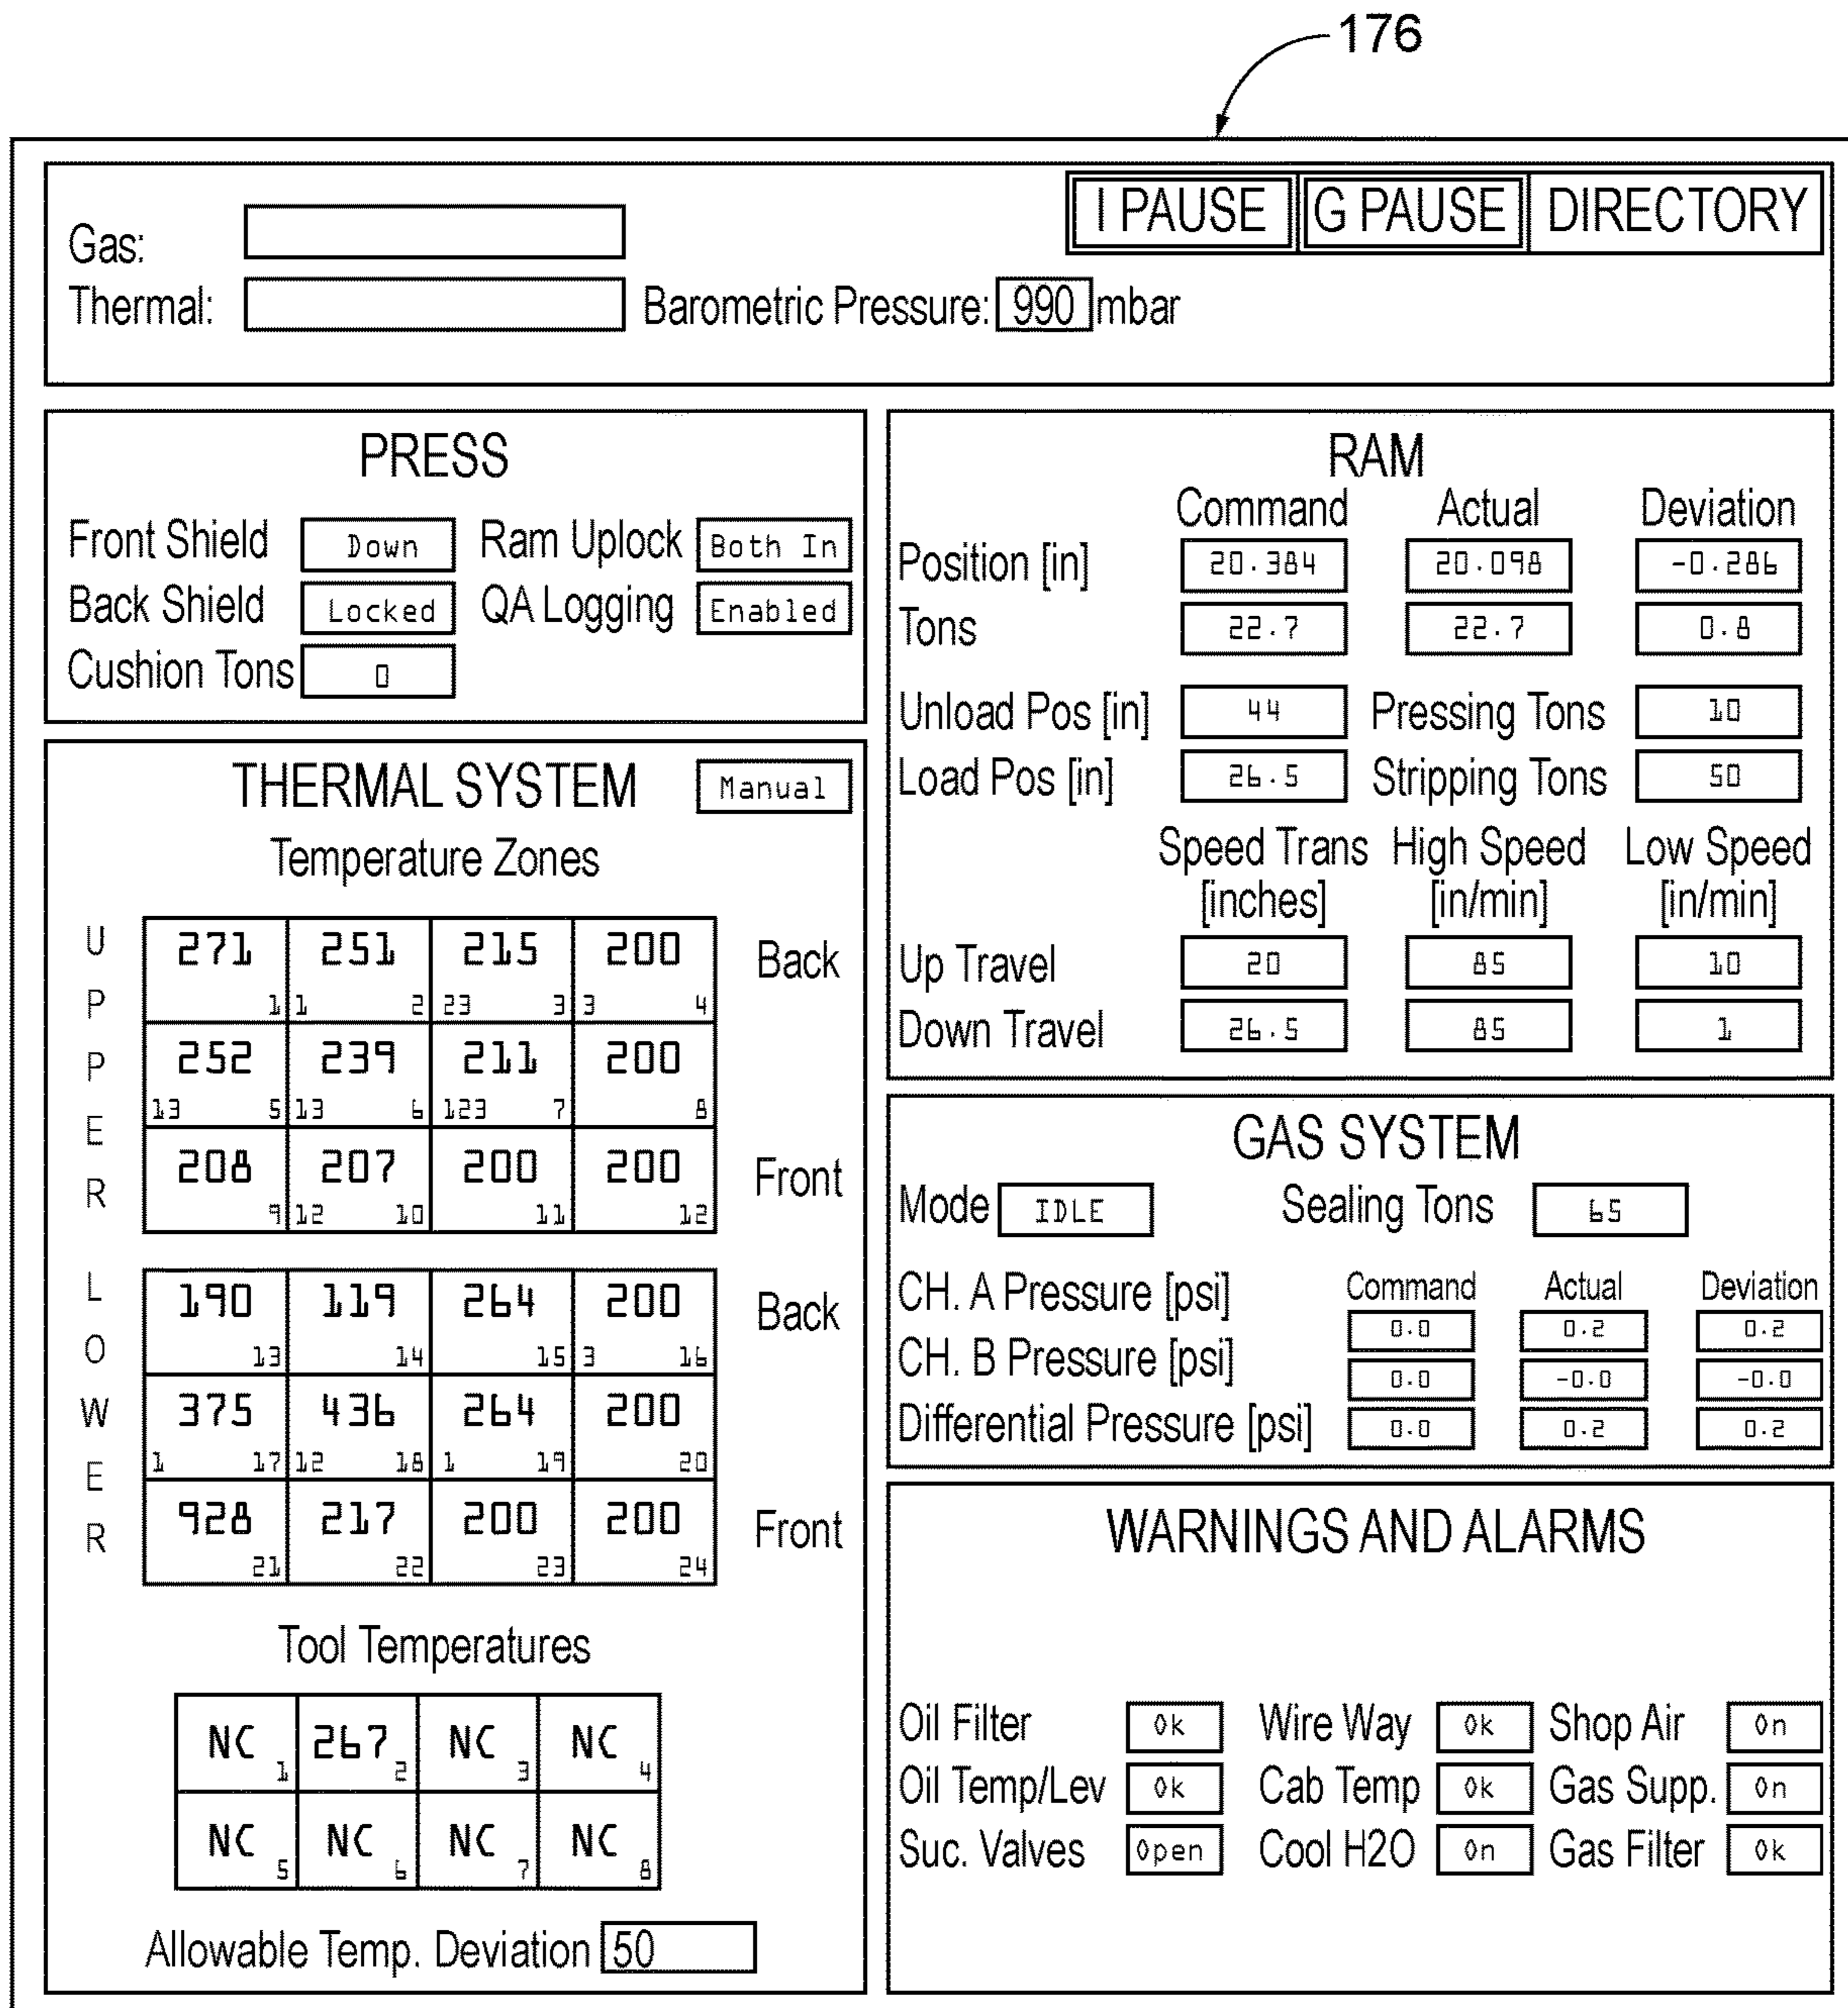 176
I PAUSE G PAUSE DIRECTORY
Gas:
Thermal: Barometric Pressure: 990 mbar
PRESS
Front Shield Down Ram Uplock Both In
Back Shield Locked QA Logging Enabled
Cushion Tons 0
THERMAL SYSTEM Manual
Temperature Zones
UPPER
271 251 215 200 Back
1 1 2 23 3 3 4
252 239 211 200
13 5 13 6 123 7 8
208 207 200 200 Front
9 12 10 11 12
LOWER
190 119 264 200 Back
13 14 15 3 16
375 436 264 200
1 17 12 18 1 19 20
928 217 200 200 Front
21 22 23 24
Tool Temperatures
NC 1 267 2 NC 3 NC 4
NC 5 NC 6 NC 7 NC 8
Allowable Temp. Deviation 50
RAM
Command Actual Deviation
Position [in] 20.384 20.098 -0.286
Tons 22.7 22.7 0.8
Unload Pos [in] 44 Pressing Tons 10
Load Pos [in] 26.5 Stripping Tons 50
Speed Trans High Speed Low Speed
[inches] [in/min] [in/min]
Up Travel 20 85 10
Down Travel 26.5 85 1
GAS SYSTEM
Mode IDLE Sealing Tons 65
Command Actual Deviation
CH. A Pressure [psi] 0.0 0.2 0.2
CH. B Pressure [psi] 0.0 -0.0 -0.0
Differential Pressure [psi] 0.0 0.2 0.2
WARNINGS AND ALARMS
Oil Filter Ok Wire Way Ok Shop Air On
Oil Temp/Lev Ok Cab Temp Ok Gas Supp. On
Suc. Valves Open Cool H2O On Gas Filter Ok